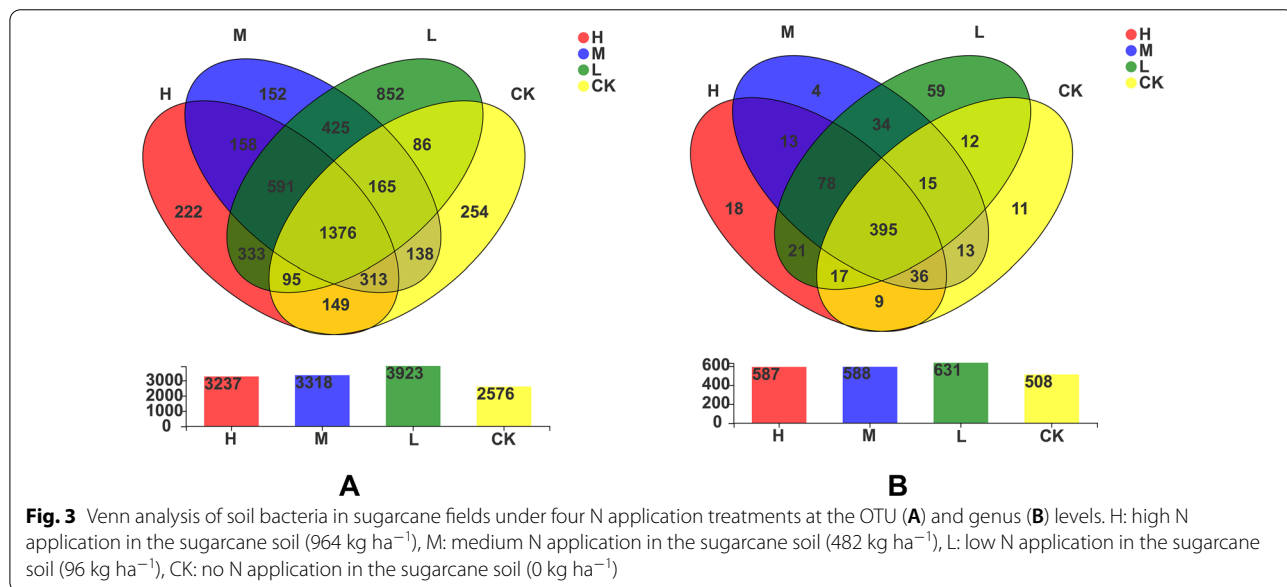 M
L
H
CK
H
M
L
CK
152
852
158
425
86
591
165
222
254
1376
333
138
95
313
149
3000
2000
1000
0
3237
3318
3923
2576
H
M
L
CK
A
M
L
H
CK
H
M
L
CK
4
59
13
34
12
78
15
18
11
395
21
13
17
36
9
600
400
200
0
587
588
631
508
H
M
L
CK
B
Fig. 3 Venn analysis of soil bacteria in sugarcane fields under four N application treatments at the OTU (A) and genus (B) levels. H: high N
application in the sugarcane soil (964 kg ha⁻¹), M: medium N application in the sugarcane soil (482 kg ha⁻¹), L: low N application in the sugarcane
soil (96 kg ha⁻¹), CK: no N application in the sugarcane soil (0 kg ha⁻¹)